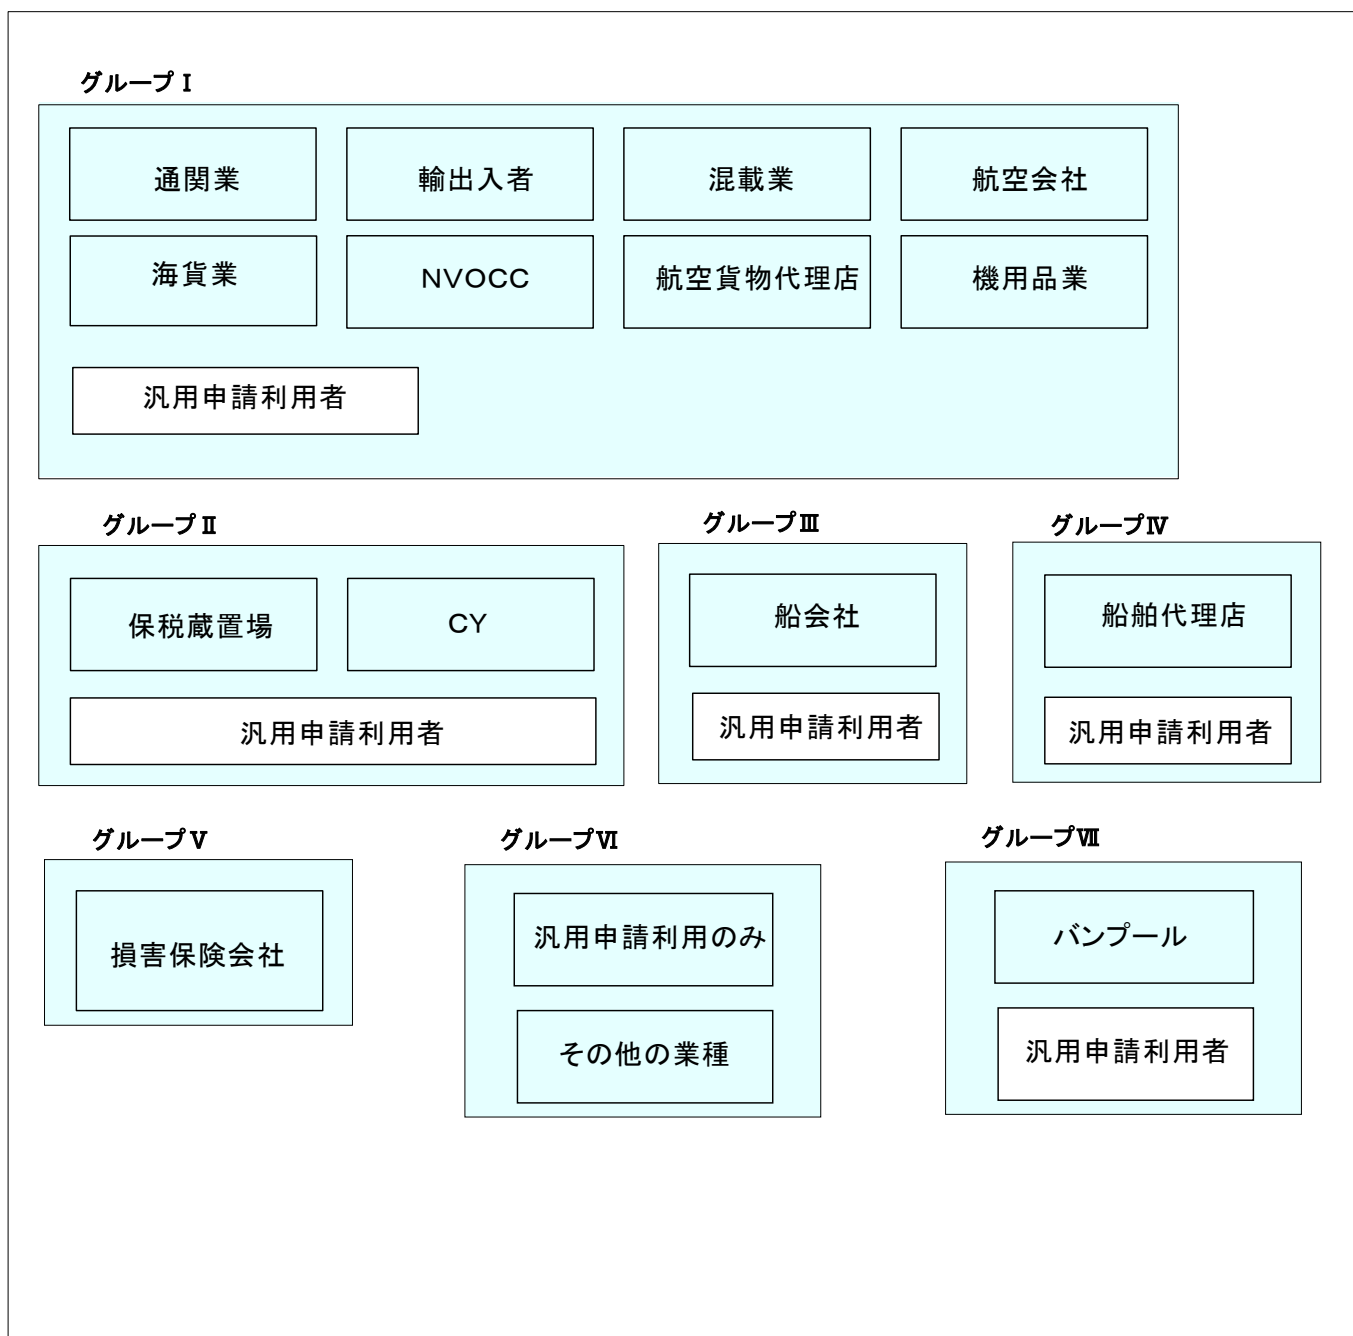 グループⅠ
通関業
輸出入者
混載業
航空会社
海貨業
NVOCC
航空貨物代理店
機用品業
汎用申請利用者
グループⅡ
保税蔵置場
CY
汎用申請利用者
グループⅢ
船会社
汎用申請利用者
グループⅣ
船舶代理店
汎用申請利用者
グループⅤ
損害保険会社
グループⅥ
汎用申請利用のみ
その他の業種
グループⅦ
バンプール
汎用申請利用者